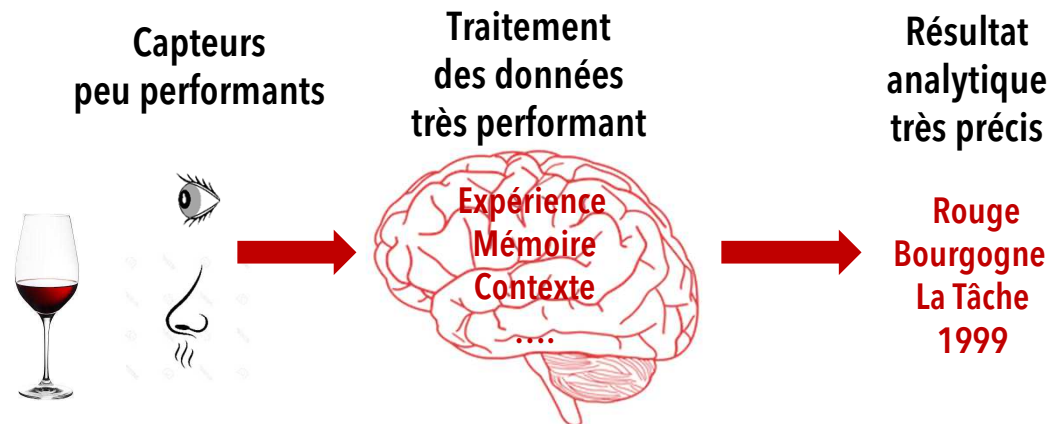 Capteurs
peu performants
Traitement
des données
très performant
Expérience
Mémoire
Contexte
....
Résultat
analytique
très précis
Rouge
Bourgogne
La Tâche
1999